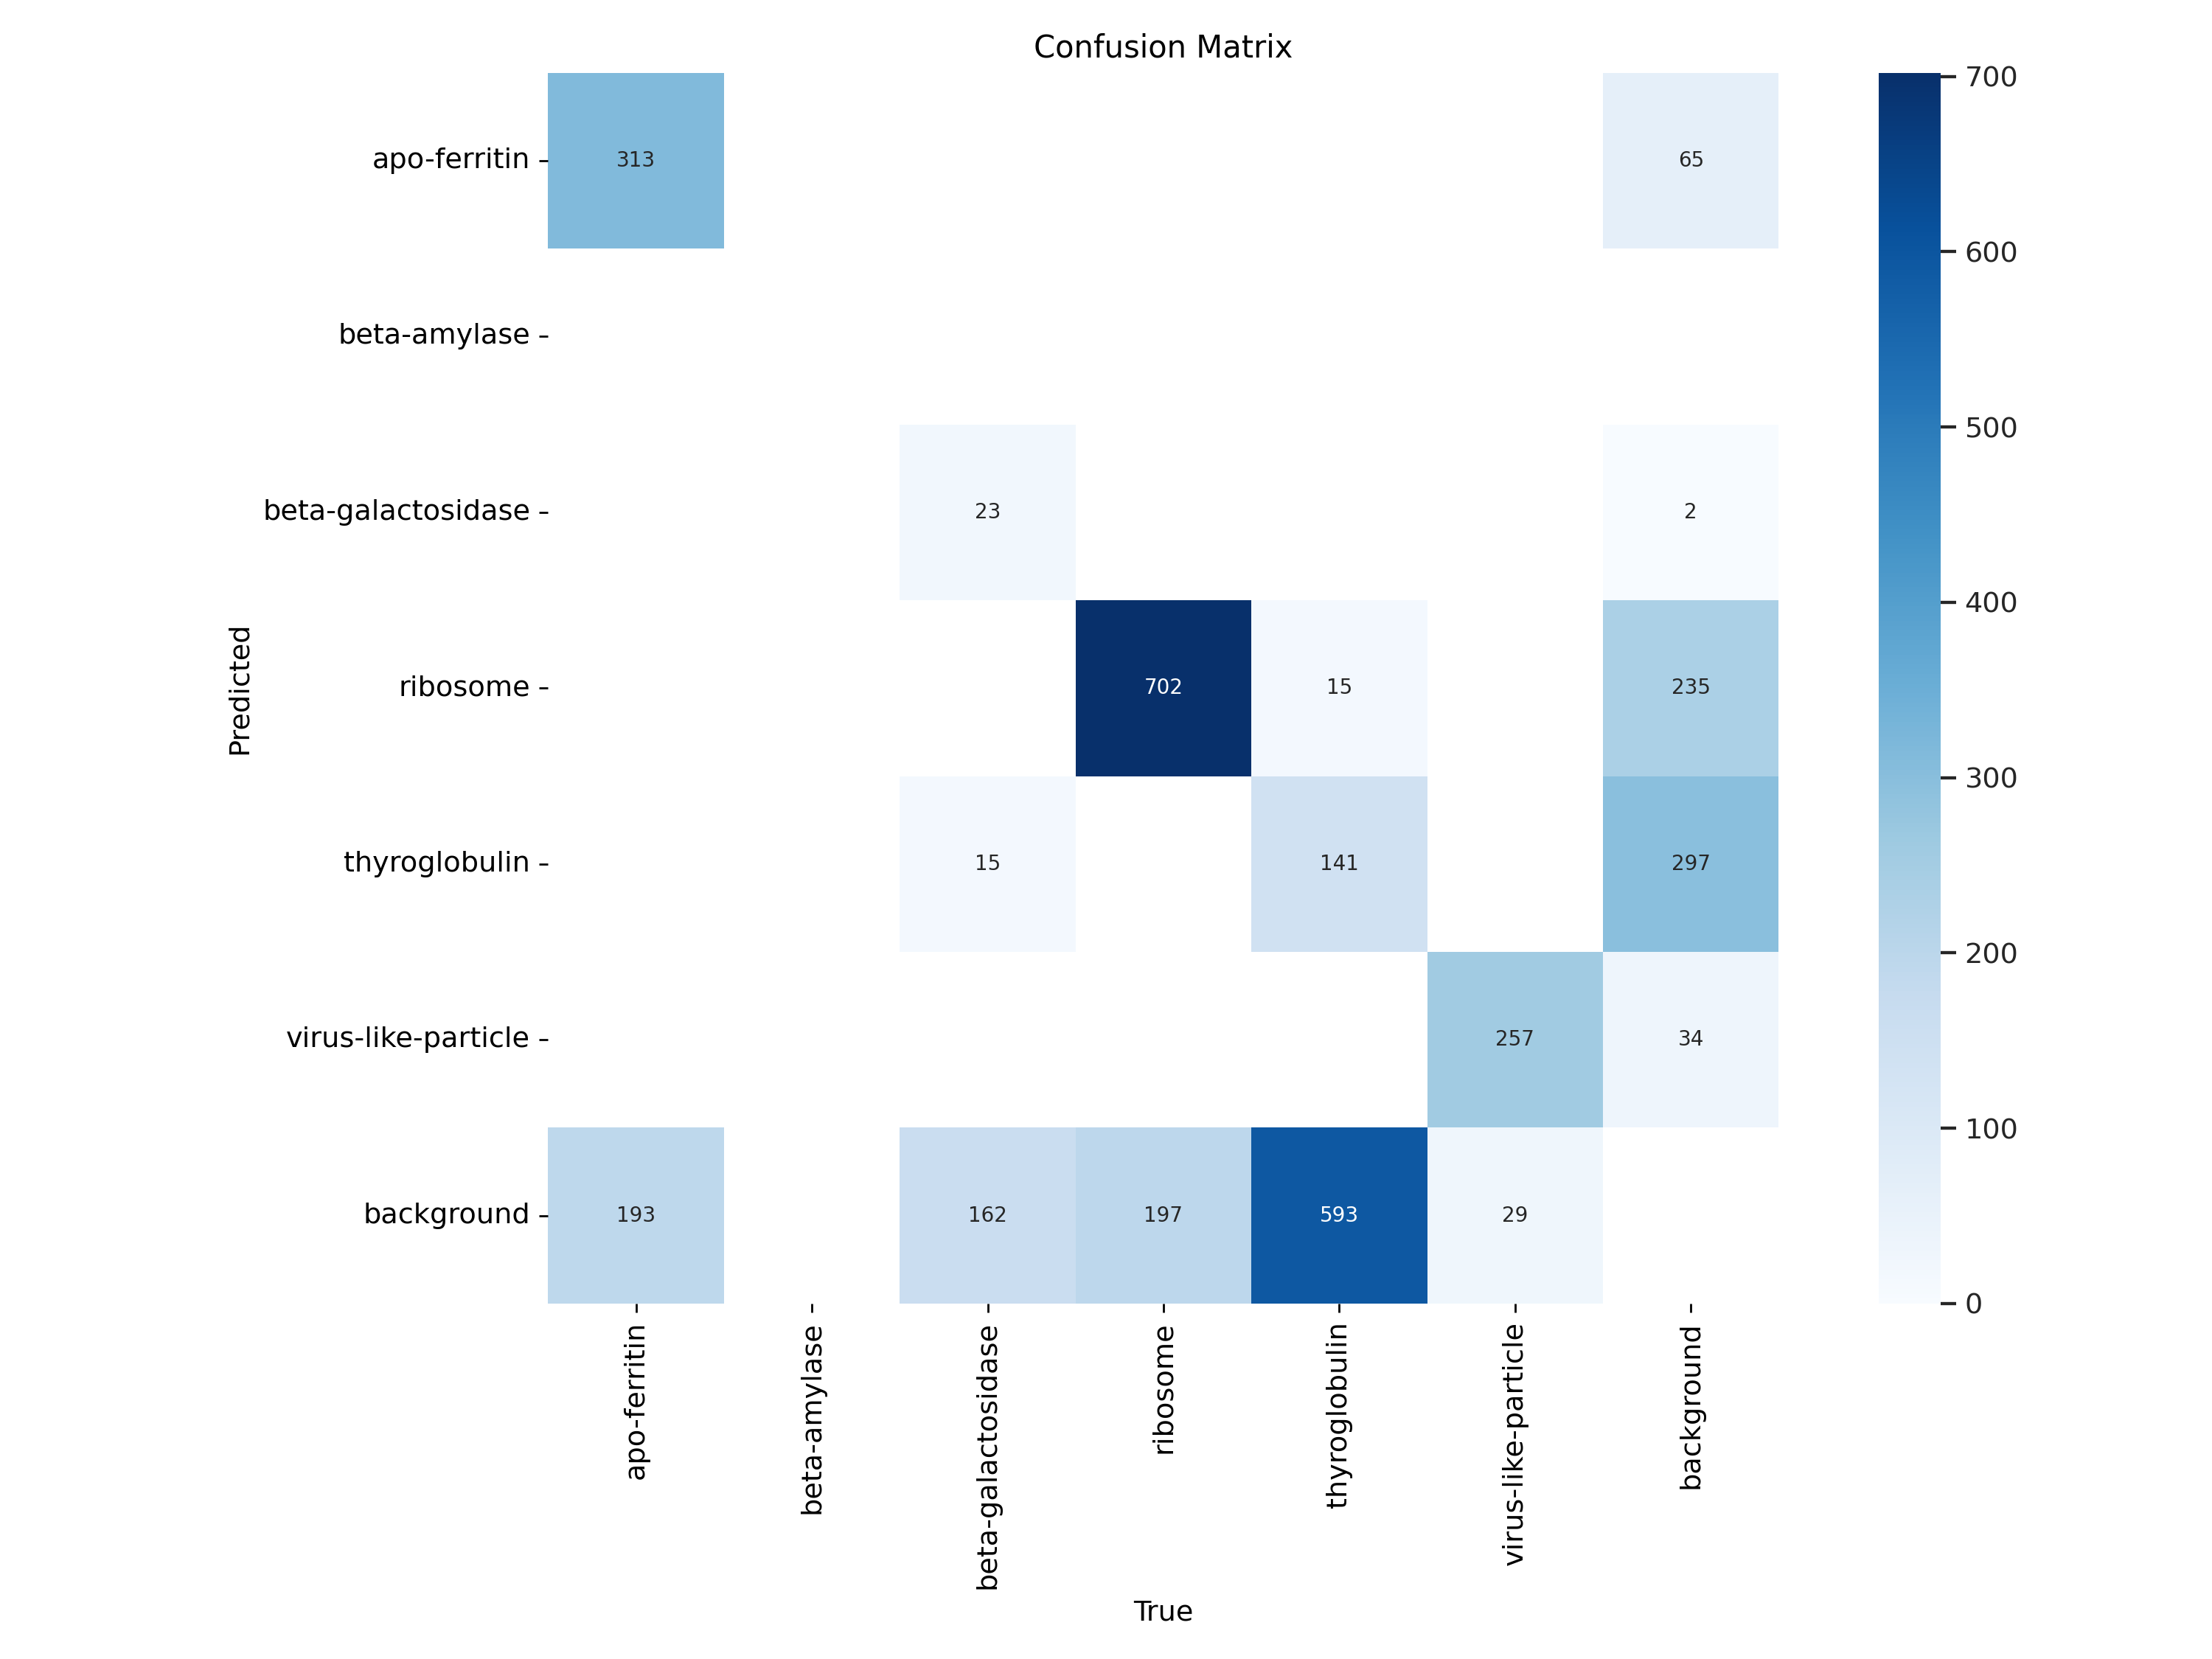 Confusion Matrix
700
apo-ferritin
313
65
600
beta-amylase
500
beta-galactosidase
23
2
400
Predicted
ribosome
702
15
235
300
thyroglobulin
15
141
297
200
virus-like-particle
257
34
100
background
193
162
197
593
29
0
apo-ferritin
beta-amylase
beta-galactosidase
ribosome
thyroglobulin
virus-like-particle
background
True